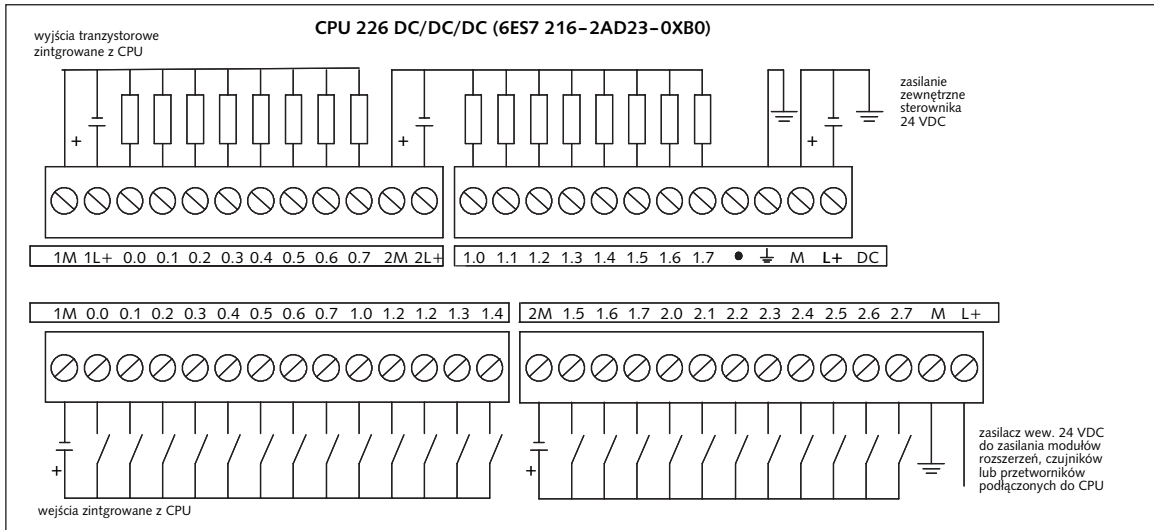 CPU 226 DC/DC/DC (6ES7 216-2AD23-0XB0)
wyjścia tranzystorowe
zintgrowane z CPU
zasilanie
zewnętrzne
sterownika
24 VDC
+ + +
1M 1L+ 0.0 0.1 0.2 0.3 0.4 0.5 0.6 0.7 2M 2L+ 1.0 1.1 1.2 1.3 1.4 1.5 1.6 1.7 ● ⏚ M L+ DC
1M 0.0 0.1 0.2 0.3 0.4 0.5 0.6 0.7 1.0 1.2 1.2 1.3 1.4 2M 1.5 1.6 1.7 2.0 2.1 2.2 2.3 2.4 2.5 2.6 2.7 M L+
+ +
zasilacz wew. 24 VDC
do zasilania modułów
rozszerzeń, czujników
lub przetworników
podłączonych do CPU
wejścia zintgrowane z CPU